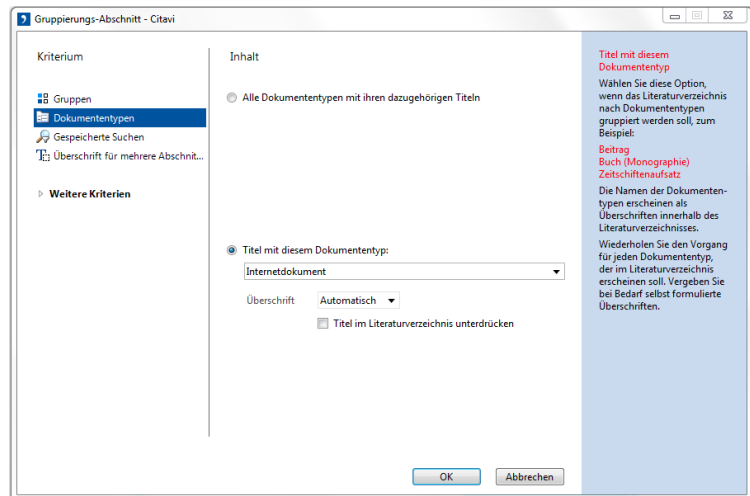 Gruppierungs-Abschnitt - Citavi
Kriterium
Gruppen
Dokumententypen
Gespeicherte Suchen
Überschrift für mehrere Abschnit...
Weitere Kriterien
Inhalt
Alle Dokumententypen mit ihren dazugehörigen Titeln
Titel mit diesem Dokumententyp:
Internetdokument
Überschrift Automatisch
Titel im Literaturverzeichnis unterdrücken
OK Abbrechen
Titel mit diesem
Dokumententyp
Wählen Sie diese Option,
wenn das Literaturverzeichnis
nach Dokumententypen
gruppiert werden soll, zum
Beispiel:
Beitrag
Buch (Monographie)
Zeitschiftenaufsatz
Die Namen der Dokumenten-
typen erscheinen als
Überschriften innerhalb des
Literaturverzeichnisses.
Wiederholen Sie den Vorgang
für jeden Dokumententyp,
der im Literaturverzeichnis
erscheinen soll. Vergeben Sie
bei Bedarf selbst formulierte
Überschriften.